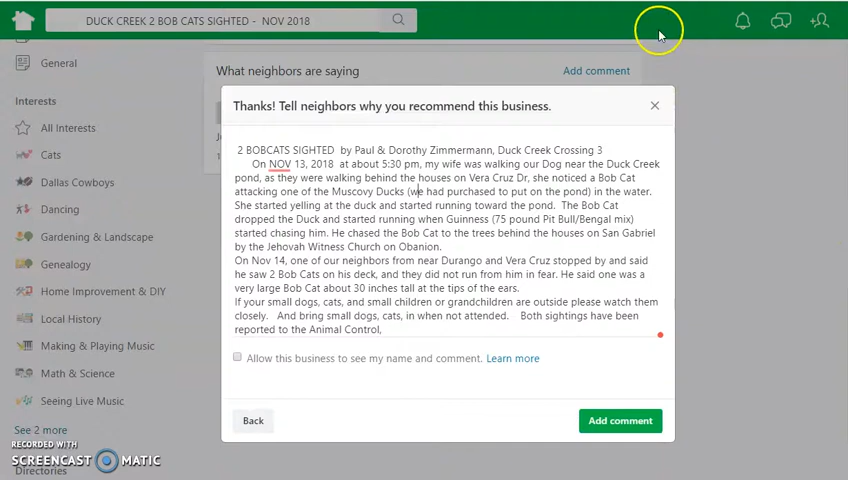 DUCK CREEK 2 BOB CATS SIGHTED - NOV 2018
General
Interests
All Interests
Cats
Dallas Cowboys
Dancing
Gardening & Landscape
Genealogy
Home Improvement & DIY
Local History
Making & Playing Music
Math & Science
Seeing Live Music
See 2 more
Directories
What neighbors are saying
Add comment
Thanks! Tell neighbors why you recommend this business.
2 BOBCATS SIGHTED by Paul & Dorothy Zimmermann, Duck Creek Crossing 3
On NOV 13, 2018 at about 5:30 pm, my wife was walking our Dog near the Duck Creek
pond, as they were walking behind the houses on Vera Cruz Dr, she noticed a Bob Cat
attacking one of the Muscovy Ducks (we had purchased to put on the pond) in the water.
She started yelling at the duck and started running toward the pond. The Bob Cat
dropped the Duck and started running when Guinness (75 pound Pit Bull/Bengal mix)
started chasing him. He chased the Bob Cat to the trees behind the houses on San Gabriel
by the Jehovah Witness Church on Obanion.
On Nov 14, one of our neighbors from near Durango and Vera Cruz stopped by and said
he saw 2 Bob Cats on his deck, and they did not run from him in fear. He said one was a
very large Bob Cat about 30 inches tall at the tips of the ears.
If your small dogs, cats, and small children or grandchildren are outside please watch them
closely. And bring small dogs, cats, in when not attended. Both sightings have been
reported to the Animal Control,
Allow this business to see my name and comment. Learn more
Back
Add comment
RECORDED WITH
SCREENCAST MATIC